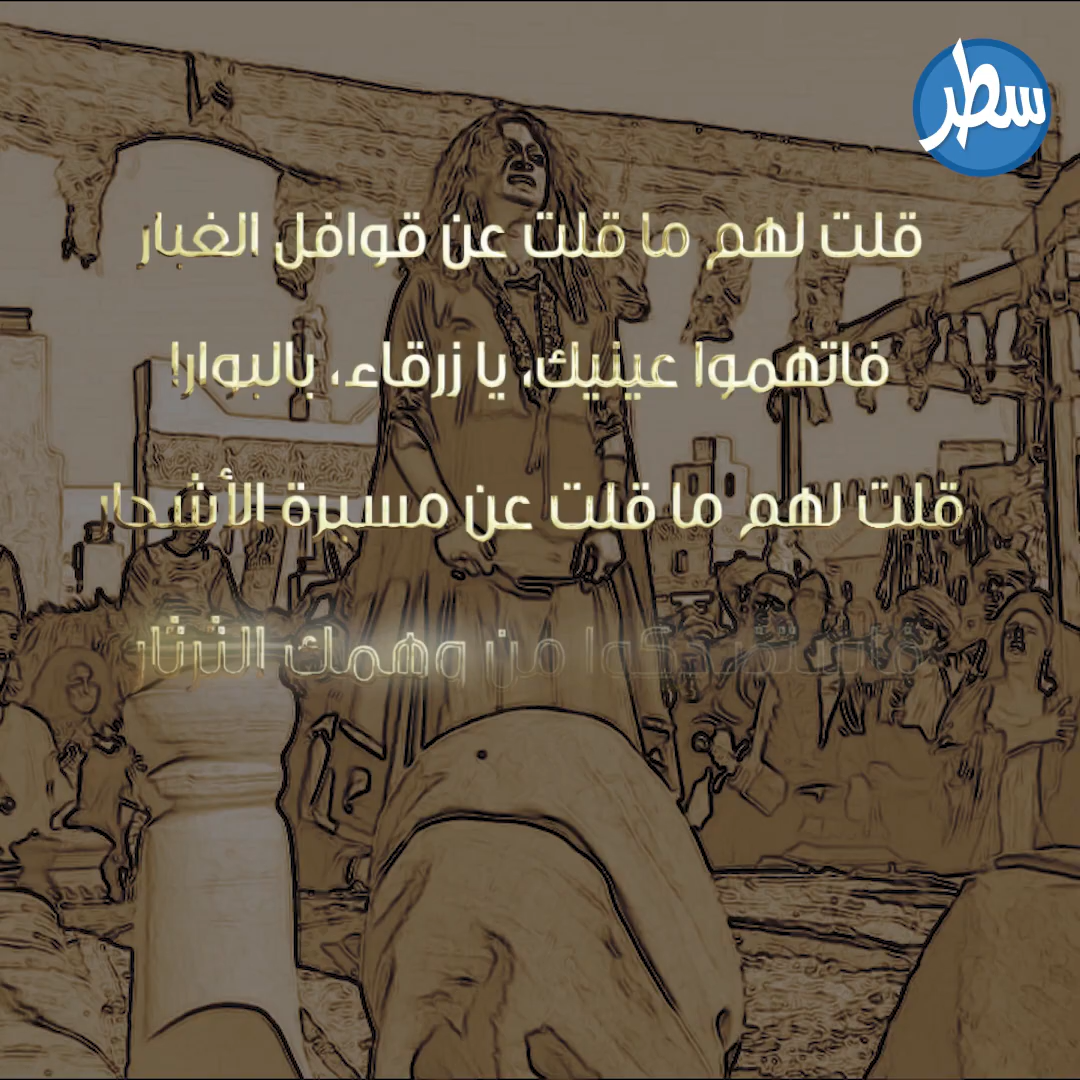 سطر
قلت لهم ما قلت عن قوافل الغبار
فاتهموا عينيك، يا زرقاء، بالبوار!
قلت لهم ما قلت عن مسيرة الأشجار
فاستضحكوا من وهمك الثرثار